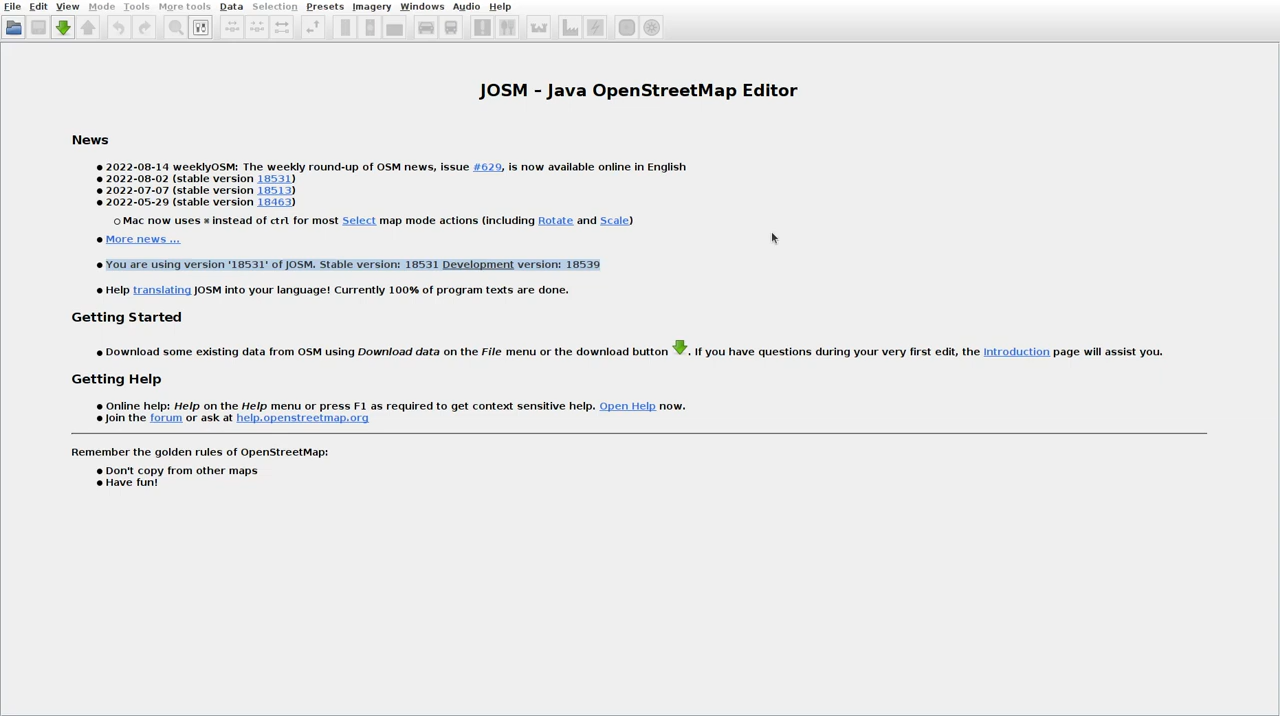 File Edit View Mode Tools More tools Data Selection Presets Imagery Windows Audio Help
JOSM – Java OpenStreetMap Editor
News
2022-08-14 weeklyOSM: The weekly round-up of OSM news, issue #629, is now available online in English
2022-08-02 (stable version 18531)
2022-07-07 (stable version 18513)
2022-05-29 (stable version 18463)
Mac now uses ⌘ instead of ctrl for most Select map mode actions (including Rotate and Scale)
More news ...
You are using version '18531' of JOSM. Stable version: 18531 Development version: 18539
Help translating JOSM into your language! Currently 100% of program texts are done.
Getting Started
Download some existing data from OSM using Download data on the File menu or the download button . If you have questions during your very first edit, the Introduction page will assist you.
Getting Help
Online help: Help on the Help menu or press F1 as required to get context sensitive help. Open Help now.
Join the forum or ask at help.openstreetmap.org
Remember the golden rules of OpenStreetMap:
Don't copy from other maps
Have fun!